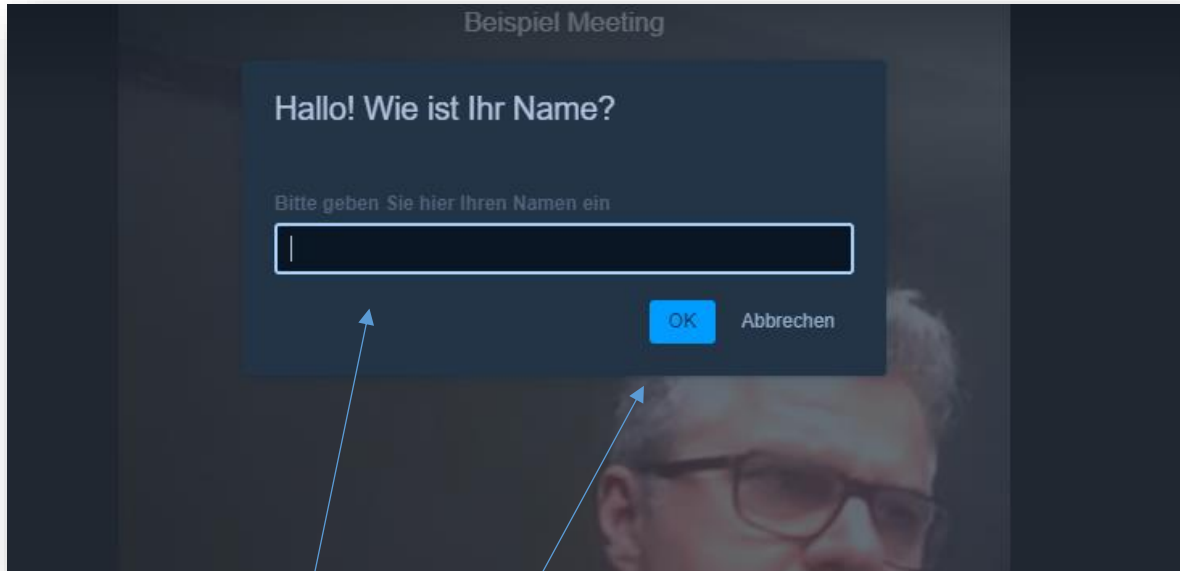 Beispiel Meeting
Hallo! Wie ist Ihr Name?
Bitte geben Sie hier Ihren Namen ein
OK Abbrechen